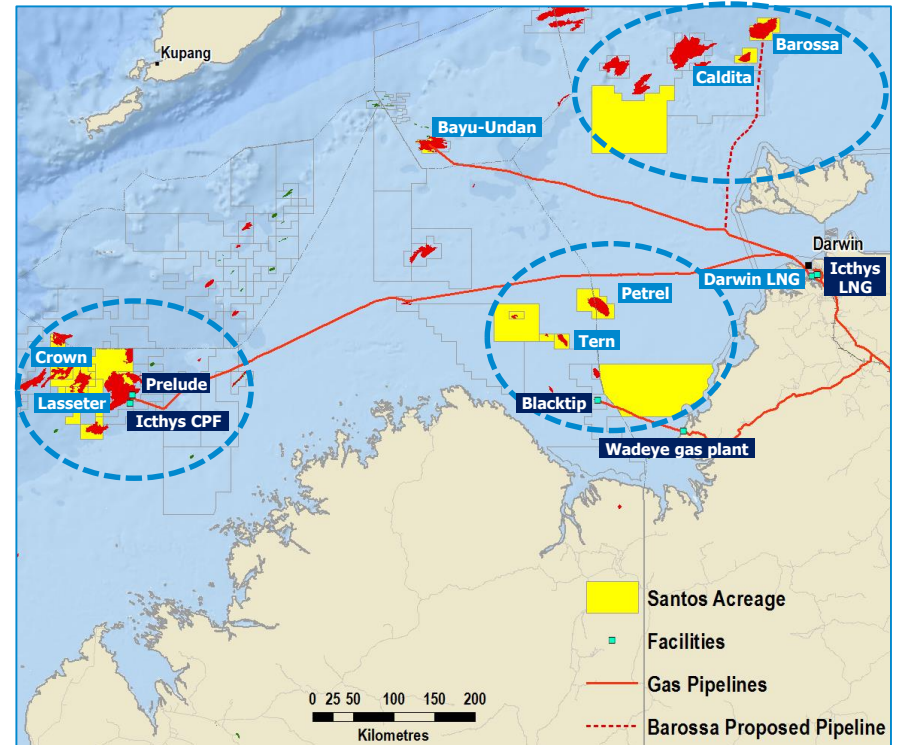 Kupang
Barossa
Caldita
Bayu-Undan
Darwin
Darwin LNG
Icthys
LNG
Petrel
Tern
Crown
Prelude
Lasseter
Icthys CPF
Blacktip
Wadeye gas plant
Santos Acreage
Facilities
Gas Pipelines
Barossa Proposed Pipeline
0 25 50 100 150 200
Kilometres